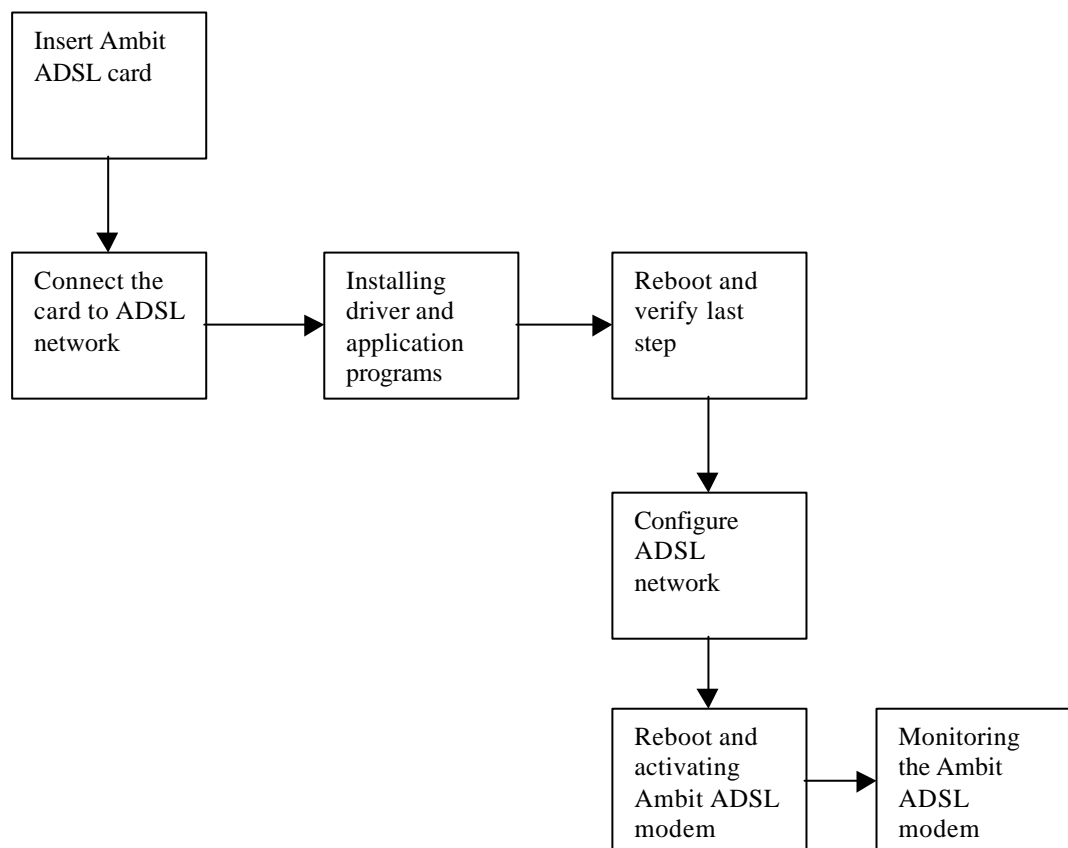 Insert Ambit
ADSL card
Connect the
card to ADSL
network
Installing
driver and
application
programs
Reboot and
verify last
step
Configure
ADSL
network
Reboot and
activating
Ambit ADSL
modem
Monitoring
the Ambit
ADSL
modem